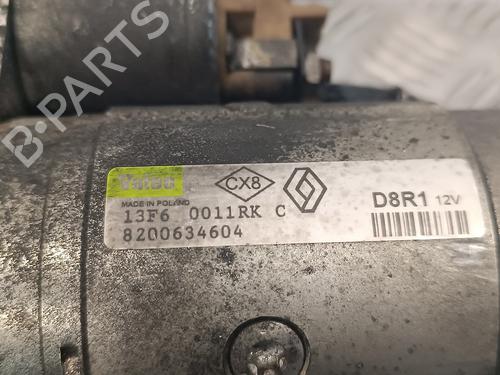 B-PARTS
Valeo
CX8
MADE IN POLAND
13F6 0011RK C
8200634604
D8R1 12V